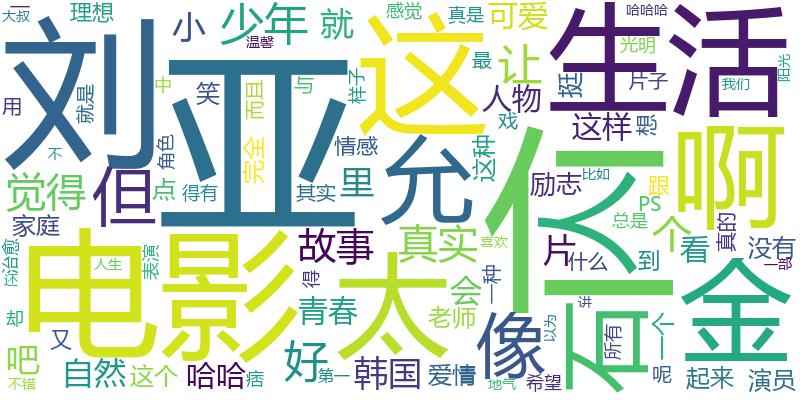 大叔
理想
小
少年
就
感觉
真是
可爱
哈哈哈
温馨
样子
最
让
挺
光明
片子
我们
阳光
用
就是
中
笑
而且
与
人物
刘
亚
这
生活
戏
这样
想
不
角色
完全
情感
允
这种
仁
啊
觉得
但
点
得有
其实
里
励志
比如
跟
PS
家庭
总是
个
真的
还
治愈
表演
人生
电影
故事
得
真实
喜欢
太
会
一种
片
什么
到
看
没有
一部
石
金
却
又
青春
老师
像
以为
讲
所有
一个
吧
不错
自然
这个
哈哈
痞
好
第一
韩国
爱情
地气
希望
呢
起来
演员